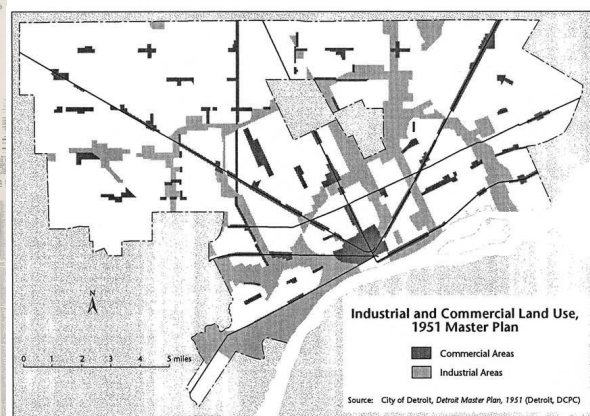 N
0 1 2 3 4 5 miles
Industrial and Commercial Land Use,
1951 Master Plan
Commercial Areas
Industrial Areas
Source: City of Detroit, Detroit Master Plan, 1951 (Detroit, DCPC)